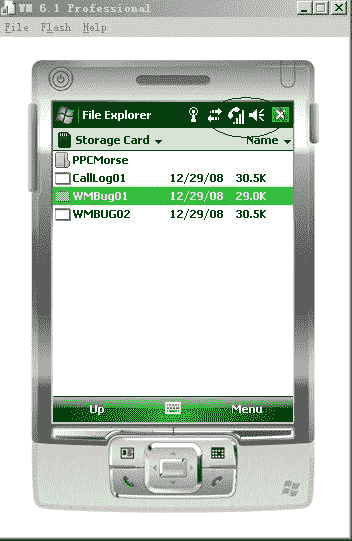 WM 6.1 Professional
File Flash Help
File Explorer
Storage Card Name
PPCMorse
CallLog01 12/29/08 30.5K
WMBug01 12/29/08 29.0K
WMBUG02 12/29/08 30.5K
Up Menu